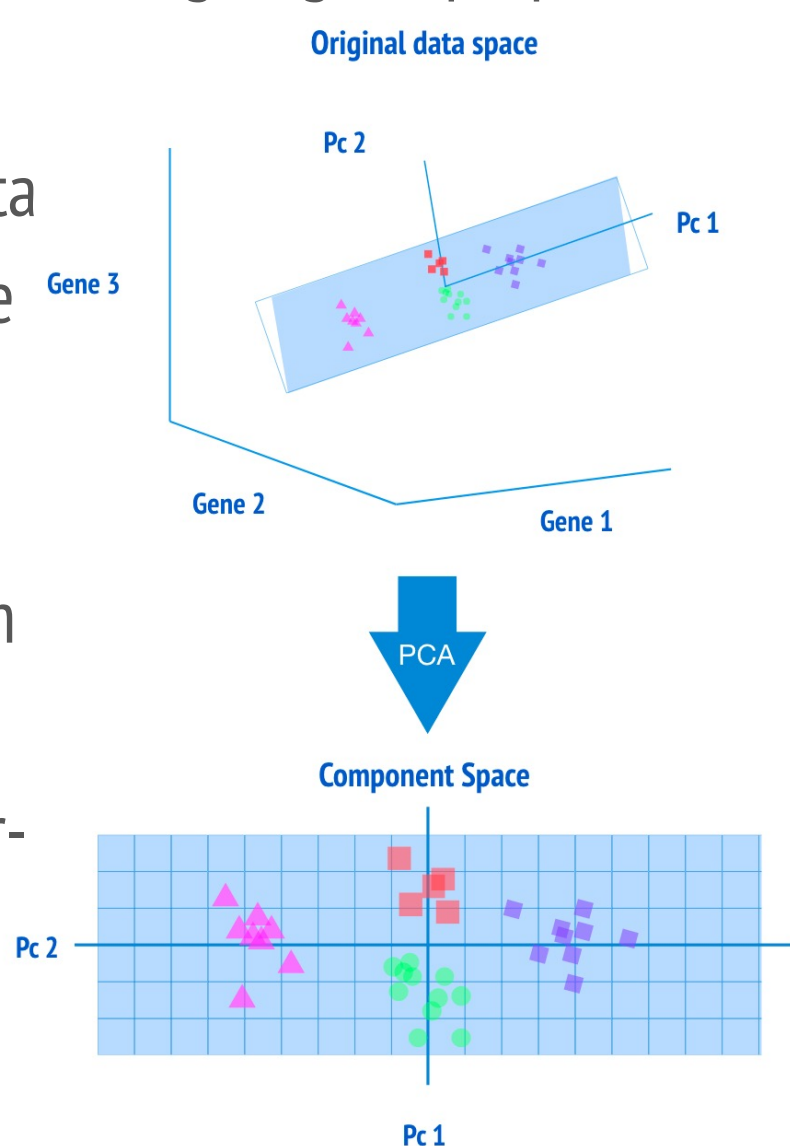 Original data space
Pc 2
ta
Pc 1
Gene 3
e
Gene 2
Gene 1
n
PCA
Component Space
r-
Pc 2
Pc 1